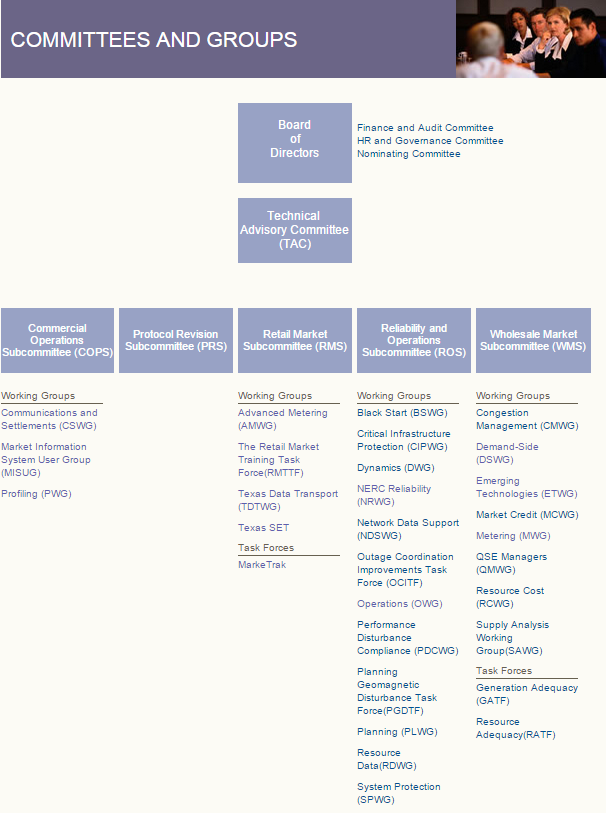 COMMITTEES AND GROUPS
Board
of
Directors
Finance and Audit Committee
HR and Governance Committee
Nominating Committee
Technical
Advisory Committee
(TAC)
Commercial
Operations
Subcommittee (COPS)
Protocol Revision
Subcommittee (PRS)
Retail Market
Subcommittee (RMS)
Reliability and
Operations
Subcommittee (ROS)
Wholesale Market
Subcommittee (WMS)
Working Groups
Communications and
Settlements (CSWG)
Market Information
System User Group
(MISUG)
Profiling (PWG)
Working Groups
Advanced Metering
(AMWG)
The Retail Market
Training Task
Force(RMTTF)
Texas Data Transport
(TDTWG)
Texas SET
Task Forces
MarkeTrak
Working Groups
Black Start (BSWG)
Critical Infrastructure
Protection (CIPWG)
Dynamics (DWG)
NERC Reliability
(NRWG)
Network Data Support
(NDSWG)
Outage Coordination
Improvements Task
Force (OCITF)
Operations (OWG)
Performance
Disturbance
Compliance (PDCWG)
Planning
Geomagnetic
Disturbance Task
Force(PGDTF)
Planning (PLWG)
Resource
Data(RDWG)
System Protection
(SPWG)
Working Groups
Congestion
Management (CMWG)
Demand-Side
(DSWG)
Emerging
Technologies (ETWG)
Market Credit (MCWG)
Metering (MWG)
QSE Managers
(QMWG)
Resource Cost
(RCWG)
Supply Analysis
Working
Group(SAWG)
Task Forces
Generation Adequacy
(GATF)
Resource
Adequacy(RATF)